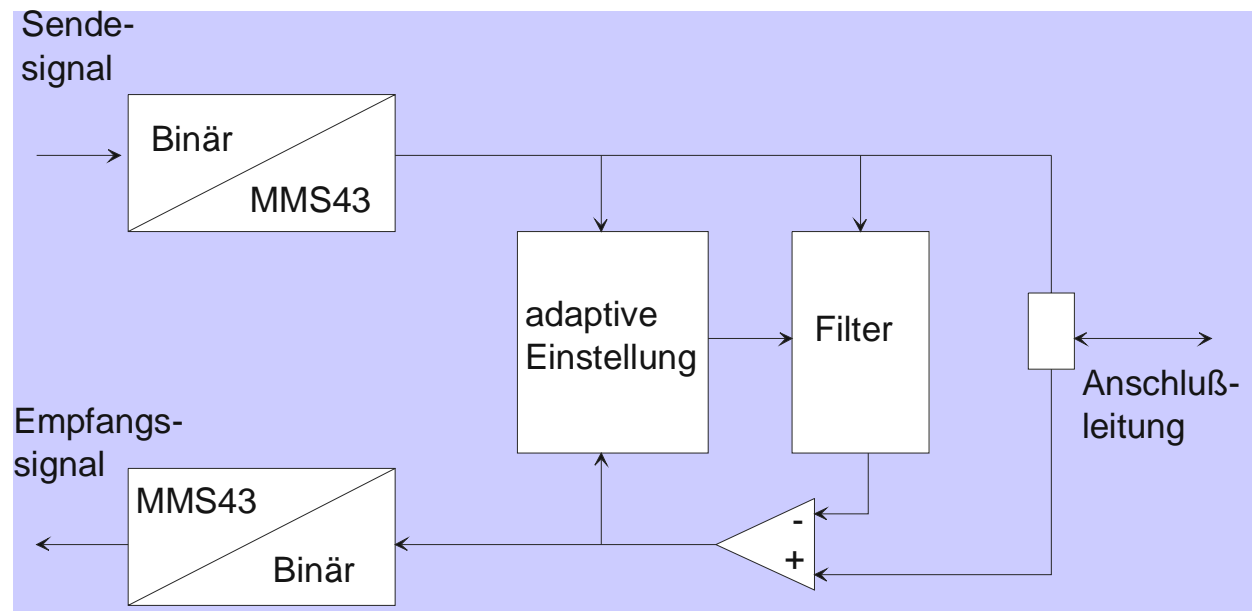 Sende-
signal
Binär
MMS43
adaptive
Einstellung
Filter
Anschluß-
leitung
Empfangs-
signal
MMS43
Binär
-
+